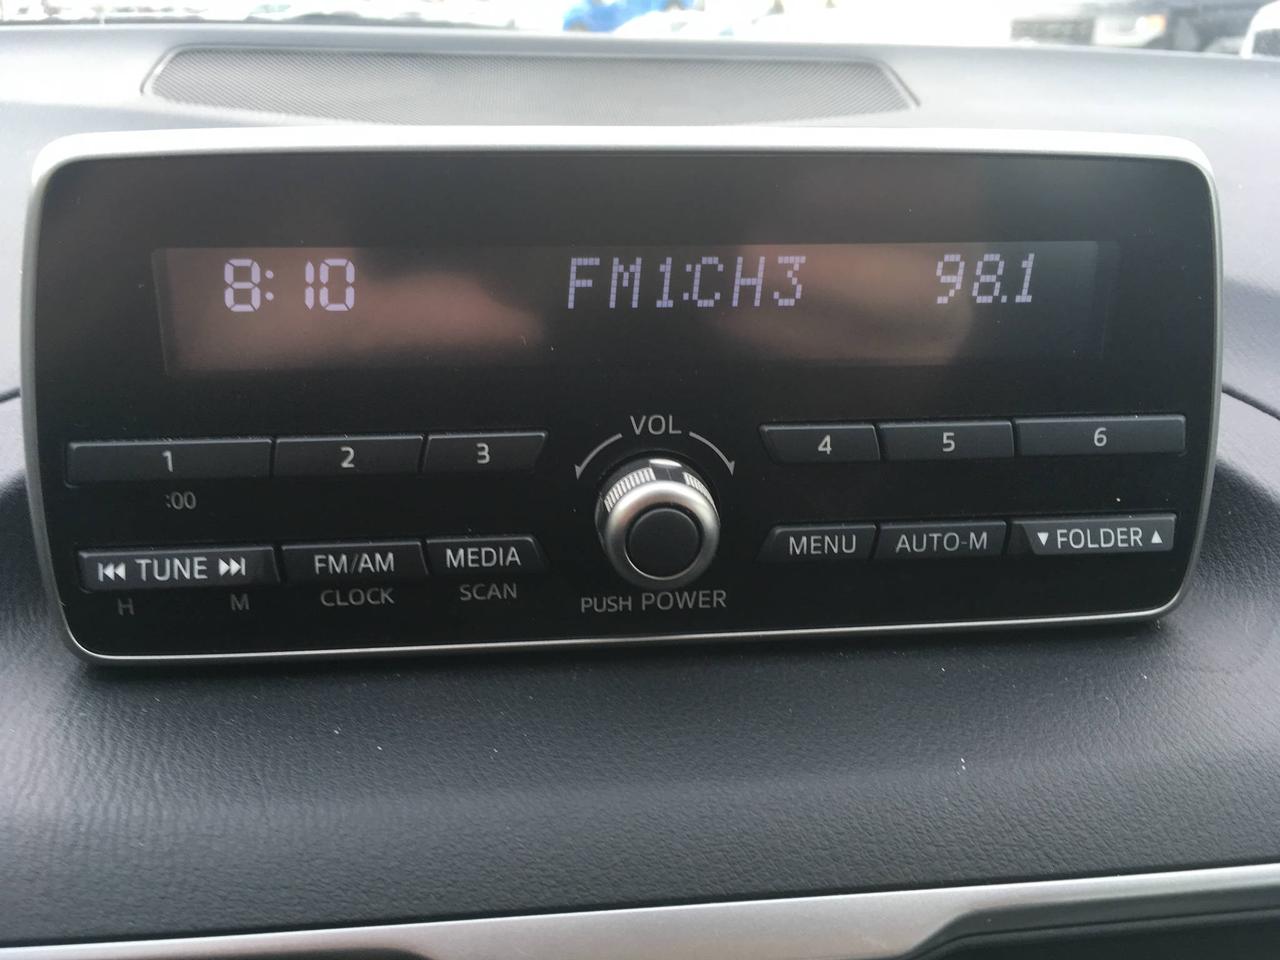 8:10 FM1:CH3 98.1
VOL
1 2 3 4 5 6
:00
TUNE FM/AM MEDIA MENU AUTO-M ▼ FOLDER ▲
H M CLOCK SCAN PUSH POWER